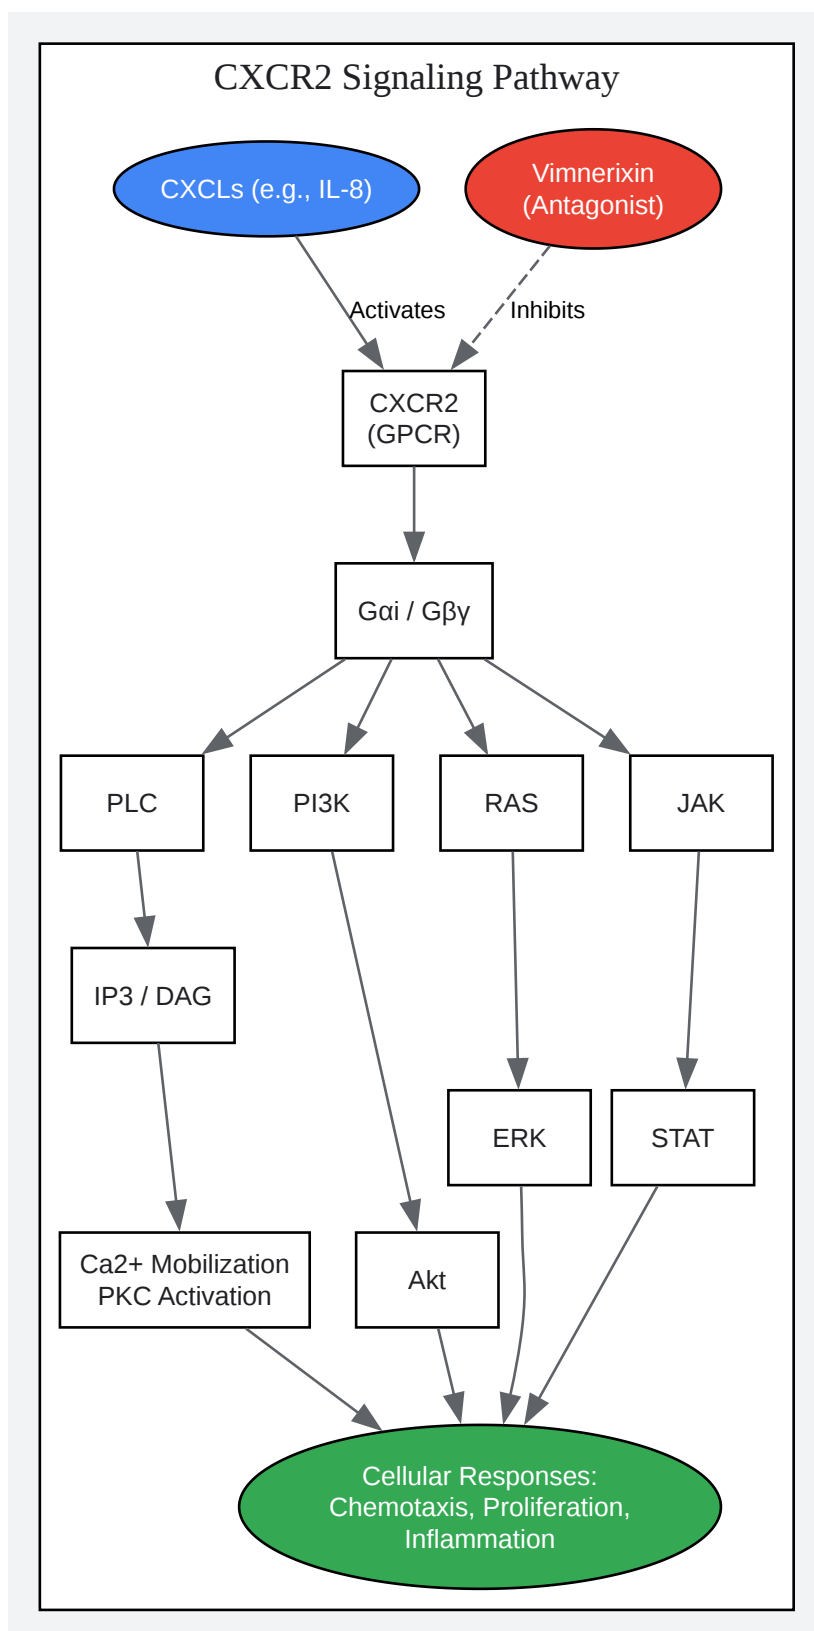 CXCR2 Signaling Pathway
CXCLs (e.g., IL-8)
Vimnerixin
(Antagonist)
Activates
Inhibits
CXCR2
(GPCR)
Gαi / Gβγ
PLC
PI3K
RAS
JAK
IP3 / DAG
ERK
STAT
Ca2+ Mobilization
PKC Activation
Akt
Cellular Responses:
Chemotaxis, Proliferation,
Inflammation